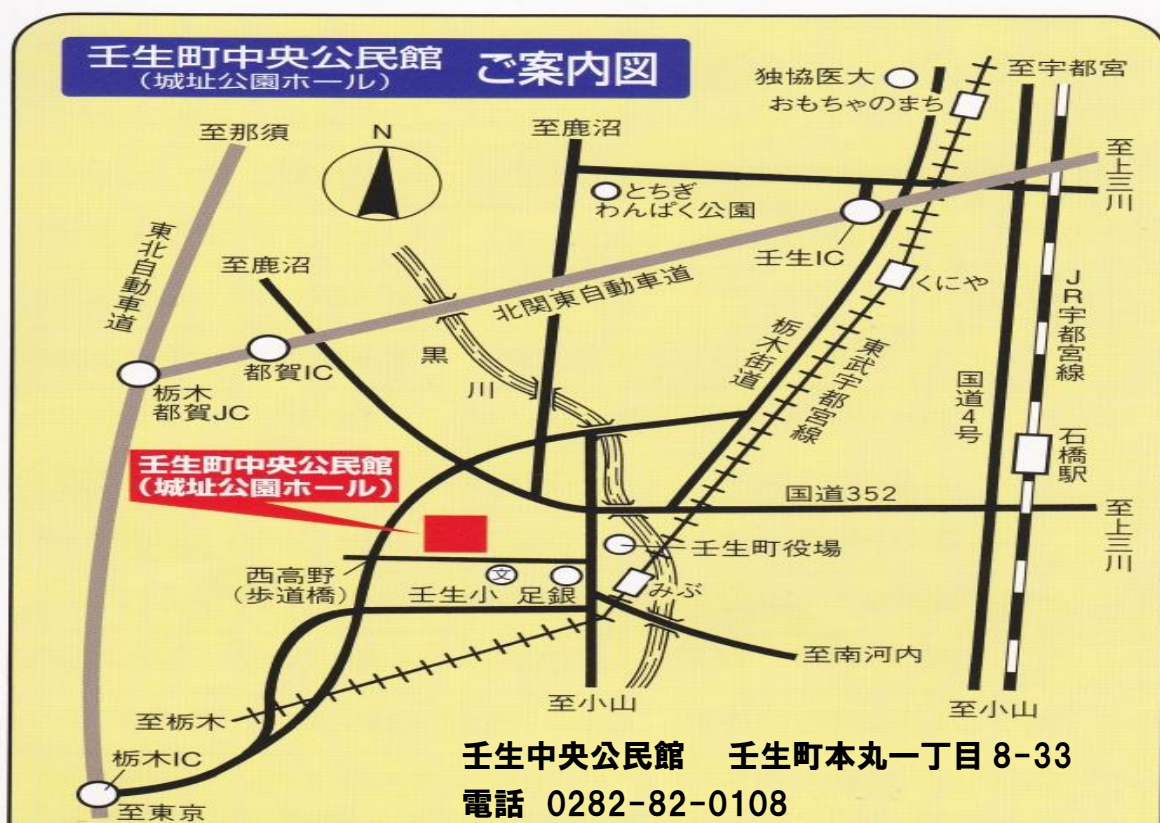 壬生町中央公民館
(城址公園ホール)
ご案内図
独協医大
おもちゃのまち
至宇都宮
至那須
N
至鹿沼
至上三川
とちぎ
わんぱく公園
東北自動車道
至鹿沼
壬生IC
北関東自動車道
くにや
JR宇都宮線
黒川
栃木街道
東武宇都宮線
都賀IC
栃木
都賀JC
国道4号
石橋駅
壬生町中央公民館
(城址公園ホール)
国道352
至上三川
壬生町役場
西高野
(歩道橋)
文
壬生小
足銀
みぶ
至南河内
至栃木
至小山
至小山
栃木IC
至東京
壬生中央公民館 壬生町本丸一丁目8-33
電話 0282-82-0108